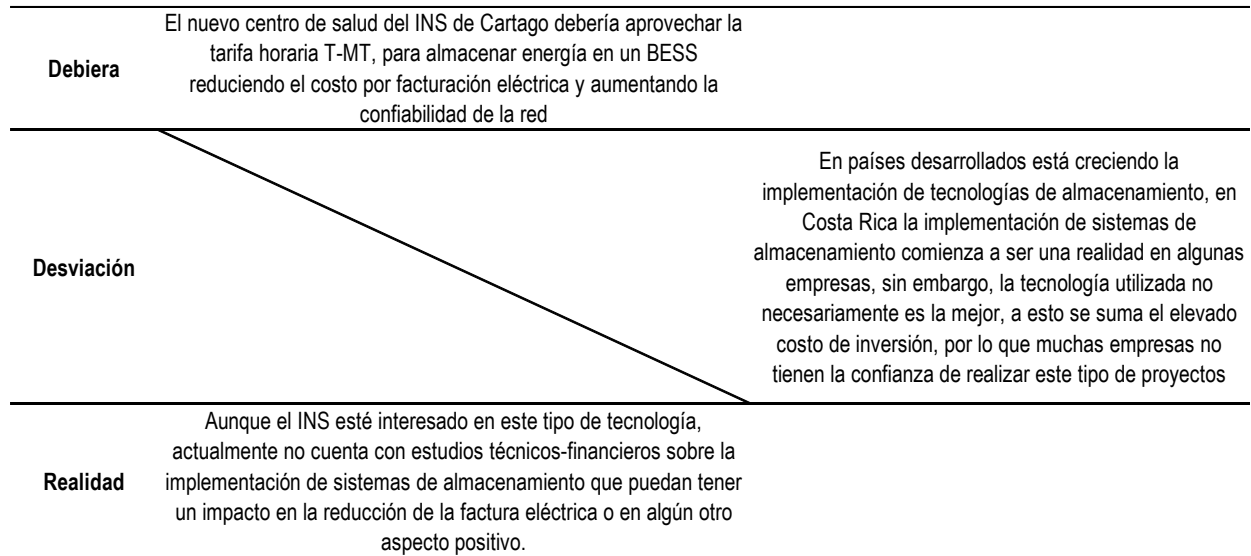 Debiera
El nuevo centro de salud del INS de Cartago debería aprovechar la
tarifa horaria T-MT, para almacenar energía en un BESS
reduciendo el costo por facturación eléctrica y aumentando la
confiabilidad de la red
Desviación
En países desarrollados está creciendo la
implementación de tecnologías de almacenamiento, en
Costa Rica la implementación de sistemas de
almacenamiento comienza a ser una realidad en algunas
empresas, sin embargo, la tecnología utilizada no
necesariamente es la mejor, a esto se suma el elevado
costo de inversión, por lo que muchas empresas no
tienen la confianza de realizar este tipo de proyectos
Realidad
Aunque el INS esté interesado en este tipo de tecnología,
actualmente no cuenta con estudios técnicos-financieros sobre la
implementación de sistemas de almacenamiento que puedan tener
un impacto en la reducción de la factura eléctrica o en algún otro
aspecto positivo.